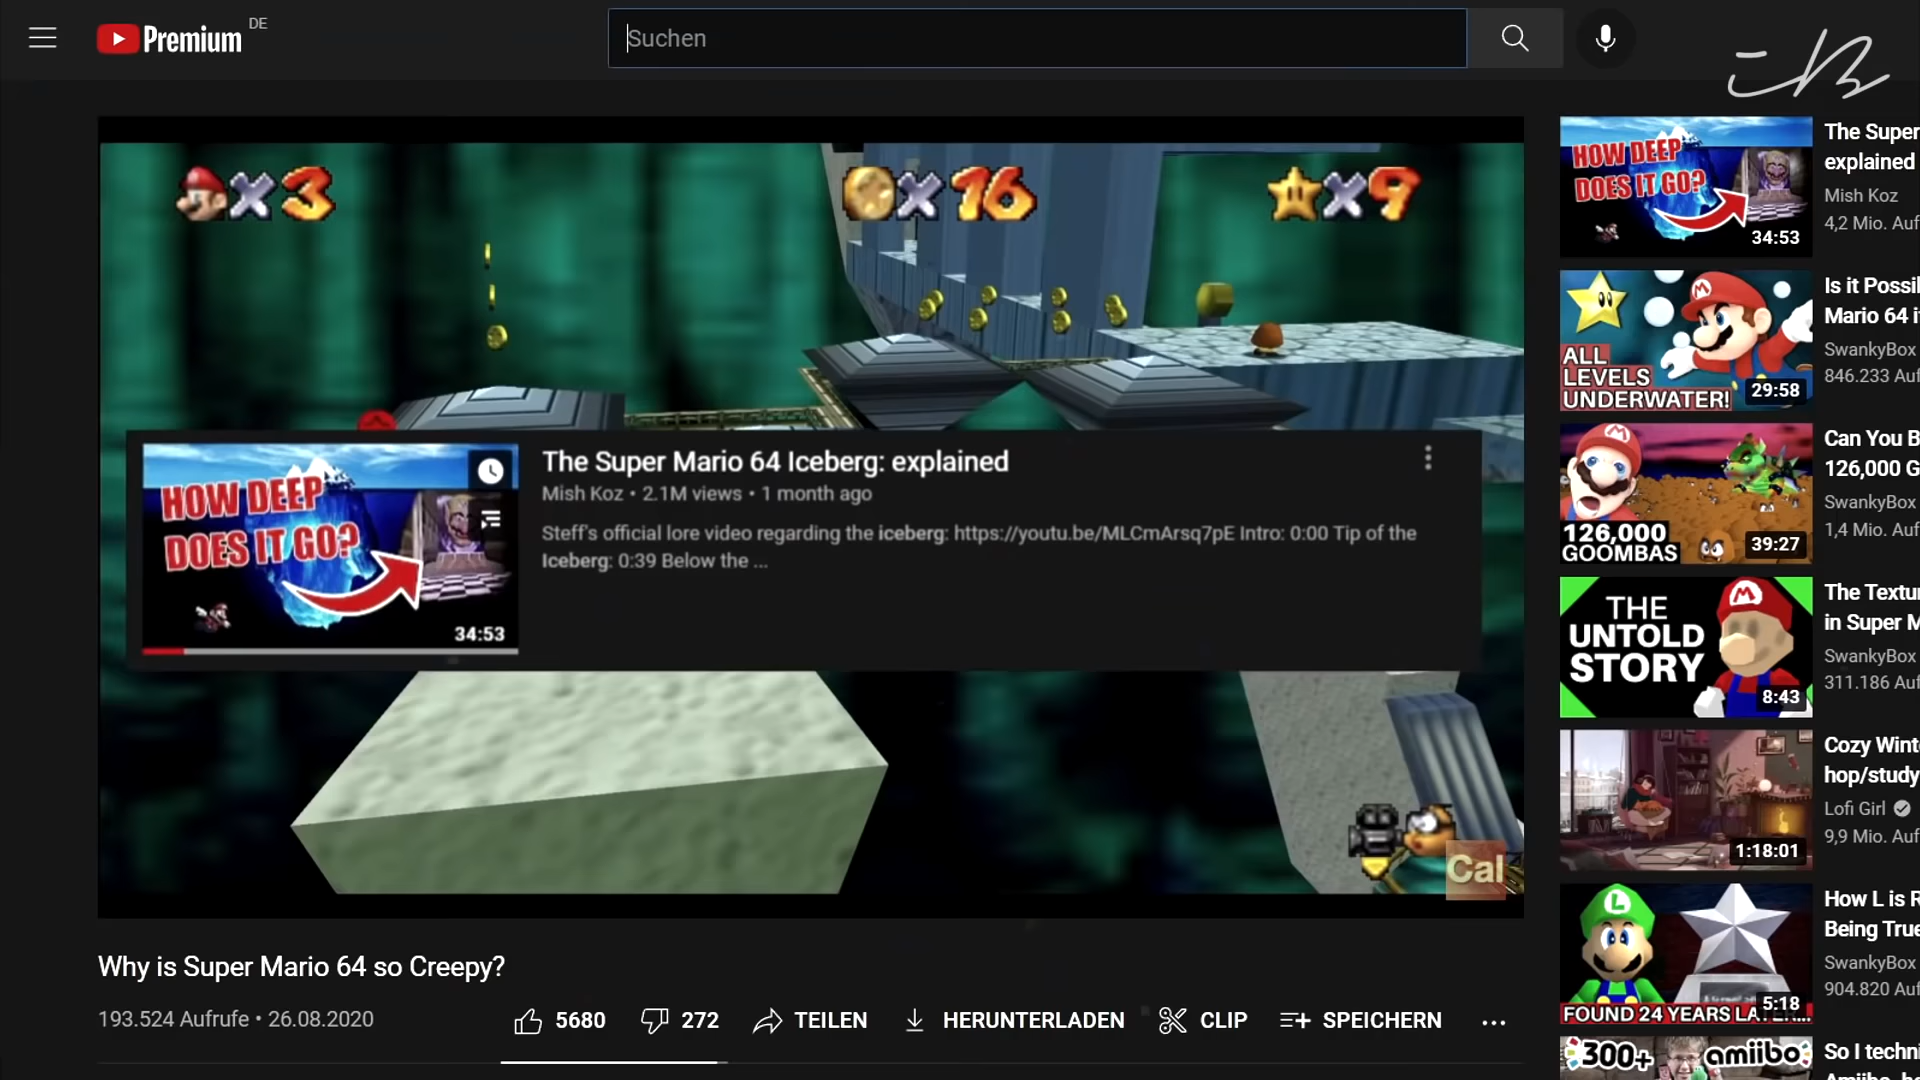 Premium DE
Suchen
×3
×16
×9
HOW DEEP
DOES IT GO?
34:53
The Super Mario 64 Iceberg: explained
Mish Koz • 2.1M views • 1 month ago
Steff's official lore video regarding the iceberg: https://youtu.be/MLCmArsq7pE Intro: 0:00 Tip of the
Iceberg: 0:39 Below the ...
Cal
Why is Super Mario 64 so Creepy?
193.524 Aufrufe • 26.08.2020
5680
272
TEILEN
HERUNTERLADEN
CLIP
SPEICHERN
HOW DEEP
DOES IT GO?
34:53
The Super
explained
Mish Koz
4,2 Mio. Auf
ALL
LEVELS
UNDERWATER!
29:58
Is it Possil
Mario 64 i
SwankyBox
846.233 Auf
126,000
GOOMBAS
39:27
Can You B
126,000 G
SwankyBox
1,4 Mio. Auf
THE
UNTOLD
STORY
8:43
The Textu
in Super M
SwankyBox
311.186 Auf
1:18:01
Cozy Wint
hop/study
Lofi Girl
9,9 Mio. Auf
5:18
FOUND 24 YEARS LATER...
How L is R
Being True
SwankyBox
904.820 Auf
300+ amiibo
So I techni